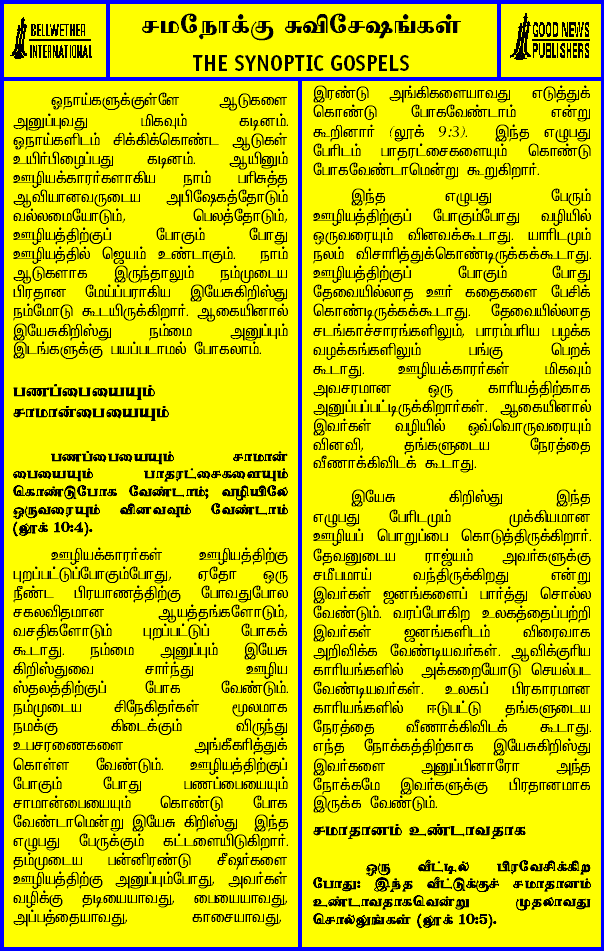 BELLWETHER
INTERNATIONAL
சமநோக்கு சுவிசேஷங்கள்
THE SYNOPTIC GOSPELS
GOOD NEWS
PUBLISHERS
ஓநாய்களுக்குள்ளே ஆடுகளை
அனுப்புவது மிகவும் கடினம்.
ஓநாய்களிடம் சிக்கிக்கொண்ட ஆடுகள்
உயிர்பிழைப்பது கடினம். ஆயினும்
ஊழியக்காரர்களாகிய நாம் பரிசுத்த
ஆவியானவருடைய அபிஷேகத்தோடும்
வல்லமையோடும், பெலத்தோடும்,
ஊழியத்திற்குப் போகும் போது
ஊழியத்தில் ஜெயம் உண்டாகும். நாம்
ஆடுகளாக இருந்தாலும் நம்முடைய
பிரதான மேய்ப்பராகிய இயேசுகிறிஸ்து
நம்மோடு கூடயிருக்கிறார். ஆகையினால்
இயேசுகிறிஸ்து நம்மை அனுப்பும்
இடங்களுக்கு பயப்படாமல் போகலாம்.
பணப்பையையும்
சாமான்பையையும்
பணப்பையையும் சாமான்
பையையும் பாதரட்சைகளையும்
கொண்டுபோக வேண்டாம்; வழியிலே
ஒருவரையும் வினவவும் வேண்டாம்
(லூக் 10:4).
ஊழியக்காரர்கள் ஊழியத்திற்கு
புறப்பட்டுப்போகும்போது, ஏதோ ஒரு
நீண்ட பிரயாணத்திற்கு போவதுபோல
சகலவிதமான ஆயத்தங்களோடும்,
வசதிகளோடும் புறப்பட்டுப் போகக்
கூடாது. நம்மை அனுப்பும் இயேசு
கிறிஸ்துவை சார்ந்து ஊழிய
ஸ்தலத்திற்குப் போக வேண்டும்.
நம்முடைய சிநேகிதர்கள் மூலமாக
நமக்கு கிடைக்கும் விருந்து
உபசரணைகளை அங்கீகரித்துக்
கொள்ள வேண்டும். ஊழியத்திற்குப்
போகும் போது பணப்பையையும்
சாமான்பையையும் கொண்டு போக
வேண்டாமென்று இயேசு கிறிஸ்து இந்த
எழுபது பேருக்கும் கட்டளையிடுகிறார்.
தம்முடைய பன்னிரண்டு சீஷர்களை
ஊழியத்திற்கு அனுப்பும்போது, அவர்கள்
வழிக்கு தடியையாவது, பையையாவது,
அப்பத்தையாவது, காசையாவது,
இரண்டு அங்கிகளையாவது எடுத்துக்
கொண்டு போகவேண்டாம் என்று
கூறினார் (லூக் 9:3). இந்த எழுபது
பேரிடம் பாதரட்சைகளையும் கொண்டு
போகவேண்டாமென்று கூறுகிறார்.
இந்த எழுபது பேரும்
ஊழியத்திற்குப் போகும்போது வழியில்
ஒருவரையும் வினவக்கூடாது. யாரிடமும்
நலம் விசாரித்துக்கொண்டிருக்கக்கூடாது.
ஊழியத்திற்குப் போகும் போது
தேவையில்லாத ஊர் கதைகளை பேசிக்
கொண்டிருக்கக்கூடாது. தேவையில்லாத
சடங்காச்சாரங்களிலும், பாரம்பரிய பழக்க
வழக்கங்களிலும் பங்கு பெறக்
கூடாது. ஊழியக்காரர்கள் மிகவும்
அவசரமான ஒரு காரியத்திற்காக
அனுப்பப்பட்டிருக்கிறார்கள். ஆகையினால்
இவர்கள் வழியில் ஒவ்வொருவரையும்
வினவி, தங்களுடைய நேரத்தை
வீணாக்கிவிடக் கூடாது.
இயேசு கிறிஸ்து இந்த
எழுபது பேரிடமும் முக்கியமான
ஊழியப் பொறுப்பை கொடுத்திருக்கிறார்.
தேவனுடைய ராஜ்யம் அவர்களுக்கு
சமீபமாய் வந்திருக்கிறது என்று
இவர்கள் ஜனங்களைப் பார்த்து சொல்ல
வேண்டும். வரப்போகிற உலகத்தைப்பற்றி
இவர்கள் ஜனங்களிடம் விரைவாக
அறிவிக்க வேண்டியவர்கள். ஆவிக்குரிய
காரியங்களில் அக்கறையோடு செயல்பட
வேண்டியவர்கள். உலகப் பிரகாரமான
காரியங்களில் ஈடுபட்டு தங்களுடைய
நேரத்தை வீணாக்கிவிடக் கூடாது.
எந்த நோக்கத்திற்காக இயேசுகிறிஸ்து
இவர்களை அனுப்பினாரோ அந்த
நோக்கமே இவர்களுக்கு பிரதானமாக
இருக்க வேண்டும்.
சமாதானம் உண்டாவதாக
ஒரு வீட்டில் பிரவேசிக்கிற
போது: இந்த வீட்டுக்குச் சமாதானம்
உண்டாவதாகவென்று முதலாவது
சொல்லுங்கள் (லூக் 10:5).